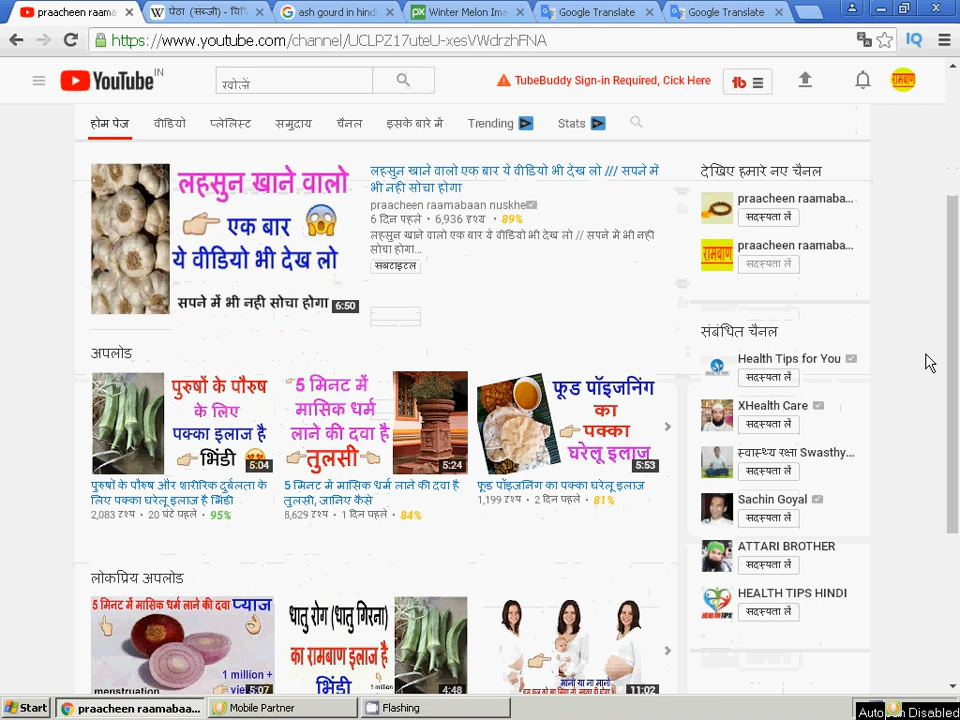 praacheen raama
पेठा (सब्जी) - विि
ash gourd in hind
Winter Melon Ima
Google Translate
Google Translate
https://www.youtube.com/channel/UCLPZ17uteU-xesVWdrzhFNA
IQ
YouTube IN
खोजें
TubeBuddy Sign-in Required, Click Here
tb
रामबाण
होम पेज
वीडियो
प्लेलिस्ट
समुदाय
चैनल
इसके बारे में
Trending
Stats
लहसुन खाने वालो
एक बार
ये वीडियो भी देख लो
सपने में भी नही सोचा होगा
6:50
लहसुन खाने वालो एक बार ये वीडियो भी देख लो /// सपने में
भी नही सोचा होगा
praacheen raamabaan nuskhe
6 दिन पहले • 6,936 दृश्य • 89%
लहसुन खाने वालो एक बार ये वीडियो भी देख लो // सपने में भी नही
सोचा होगा...
सबटाइटल
देखिए हमारे नए चैनल
praacheen raamaba...
सदस्यता लें
रामबाण
praacheen raamaba...
सदस्यता लें
अपलोड
पुरुषों के पौरुष
के लिए
पक्का इलाज है
भिंडी
5:04
पुरुषों के पौरुष और शारीरिक दुर्बलता के
लिए पक्का घरेलू इलाज है भिंडी
2,083 दृश्य • 20 घंटे पहले • 95%
5 मिनट में
मासिक धर्म
लाने की दवा है
तुलसी
5:24
5 मिनट में मासिक धर्म लाने की दवा है
तुलसी, जानिए कैसे
8,629 दृश्य • 1 दिन पहले • 84%
फूड पॉइजनिंग
का
पक्का
घरेलू इलाज
5:53
फूड पॉइजनिंग का पक्का घरेलू इलाज
1,199 दृश्य • 2 दिन पहले • 81%
संबंधित चैनल
Health Tips for You
सदस्यता लें
XHealth Care
सदस्यता लें
स्वास्थ्य रक्षा Swasthy...
सदस्यता लें
Sachin Goyal
सदस्यता लें
ATTARI BROTHER
सदस्यता लें
HEALTH TIPS HINDI
सदस्यता लें
लोकप्रिय अपलोड
5 मिनट में मासिक धर्म लाने की दवा प्याज
1 million +
menstruation
5:07
धातु रोग (धातु गिरना)
का रामबाण इलाज है
भिंडी
4:48
11:02
Start
praacheen raamabaa...
Mobile Partner
Flashing
Autopan Disabled